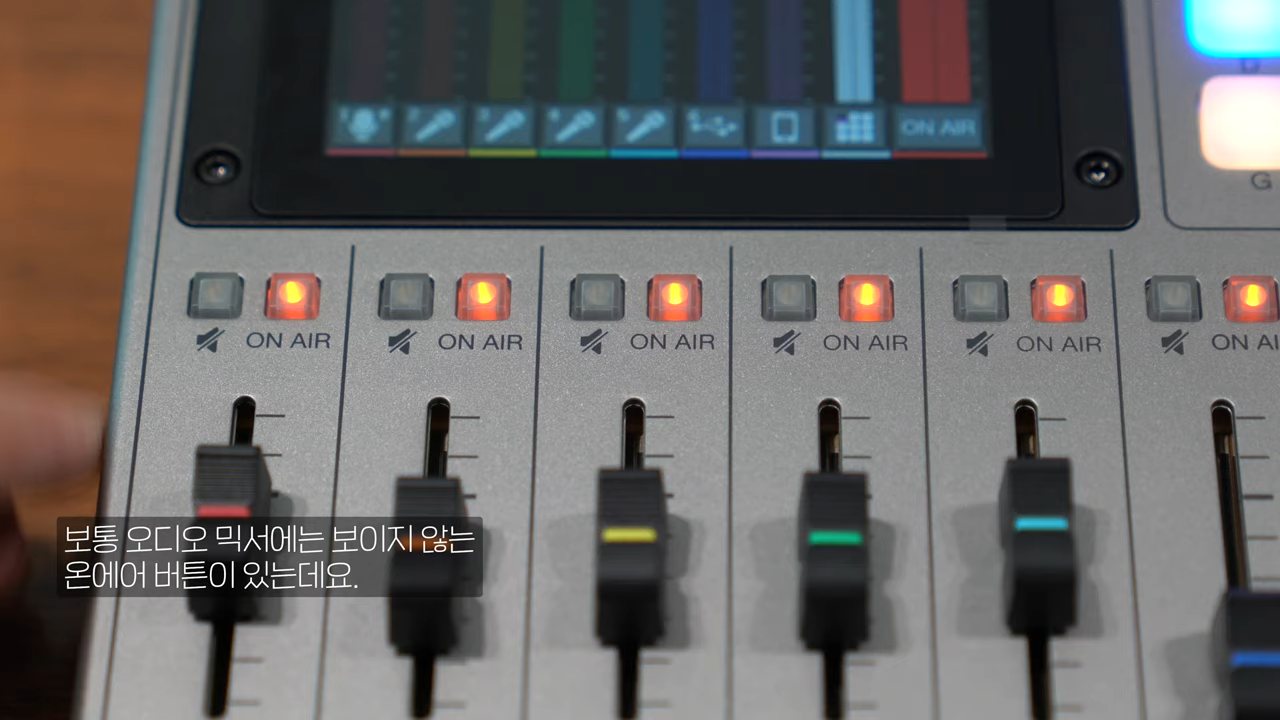 ON AIR
G
ON AIR ON AIR ON AIR ON AIR ON AIR ON AI
보통 오디오 믹서에는 보이지 않는
온에어 버튼이 있는데요.